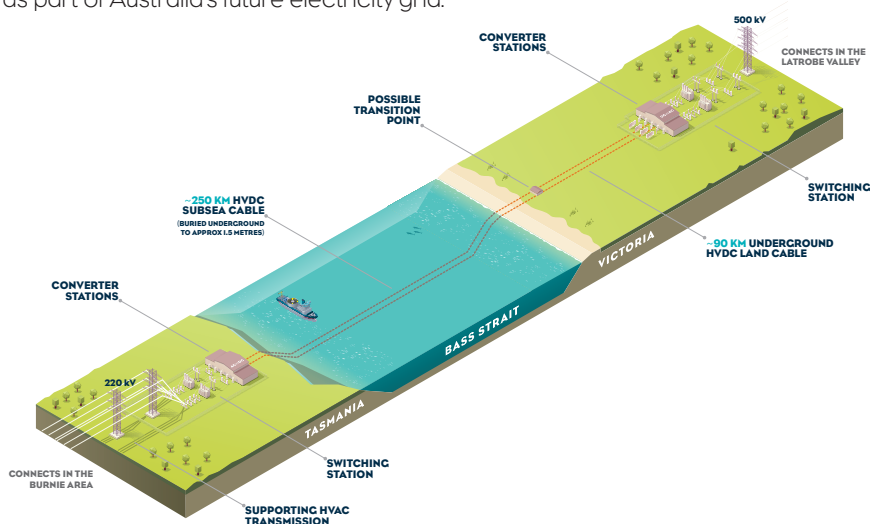 as part of Australia's future electricity grid.
500 kV
CONVERTER
STATIONS
CONNECTS IN THE
LATROBE VALLEY
POSSIBLE
TRANSITION
POINT
SWITCHING
STATION
~250 KM HVDC
SUBSEA CABLE
(BURIED UNDERGROUND
TO APPROX 1.5 METRES)
~90 KM UNDERGROUND
HVDC LAND CABLE
VICTORIA
CONVERTER
STATIONS
BASS STRAIT
220 kV
TASMANIA
CONNECTS IN THE
BURNIE AREA
SWITCHING
STATION
SUPPORTING HVAC
TRANSMISSION